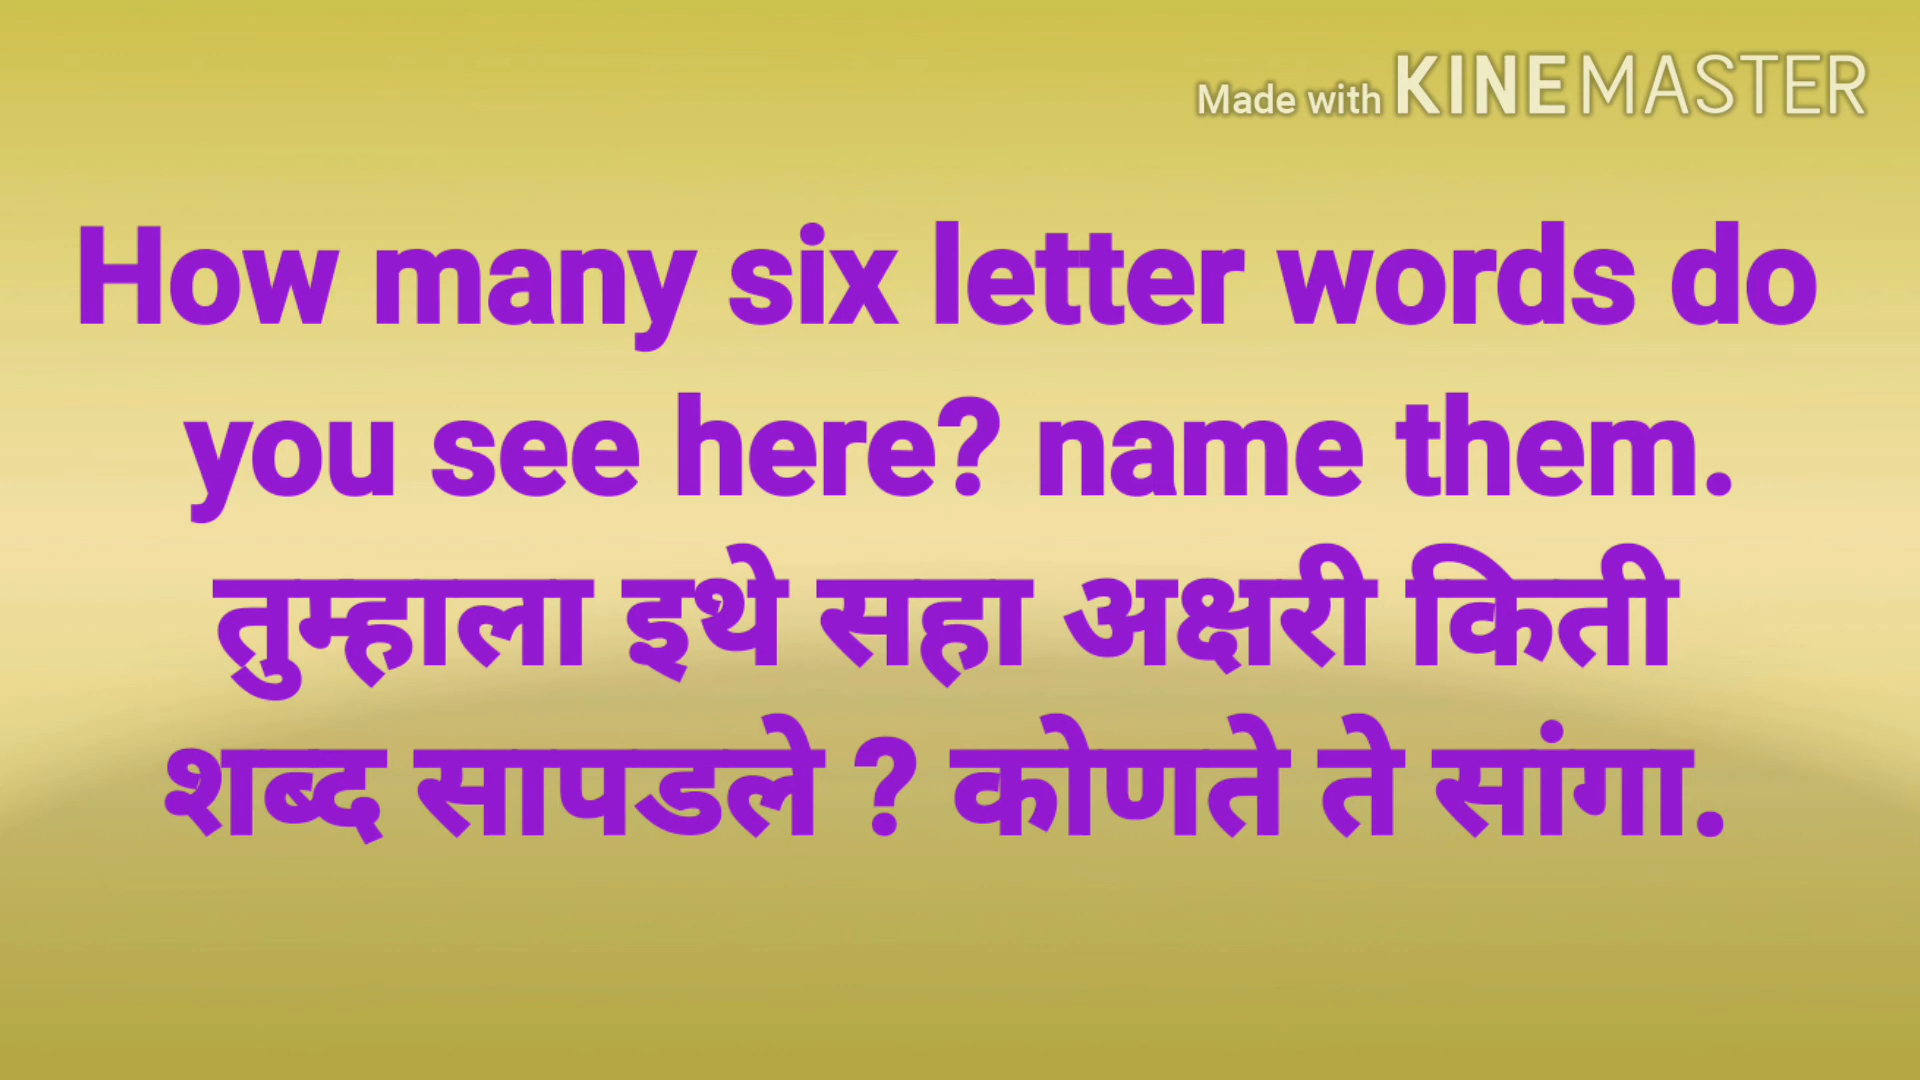 Made with KINEMASTER
How many six letter words do
you see here? name them.
तुम्हाला इथे सहा अक्षरी किती
शब्द सापडले ? कोणते ते सांगा.